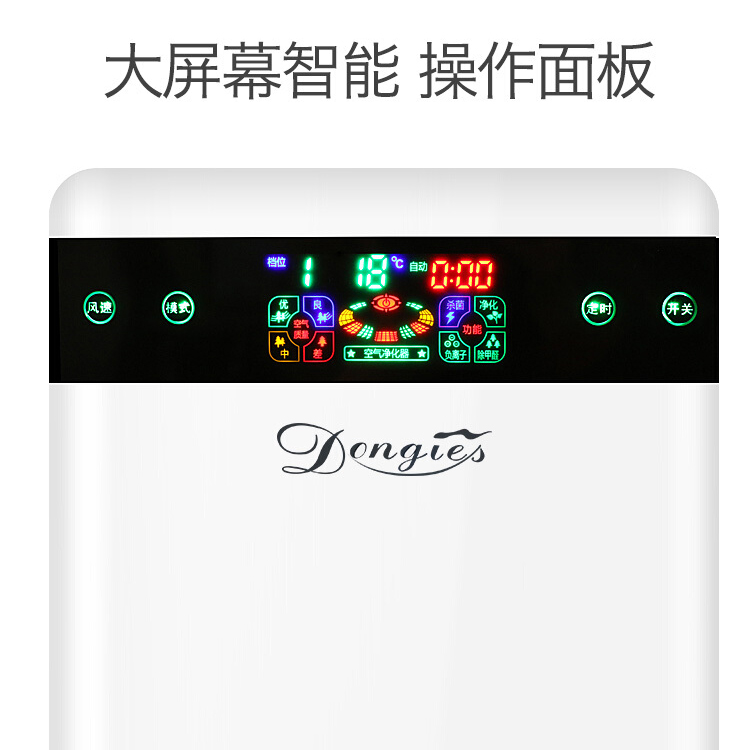 大屏幕智能 操作面板
档位 1 18 ℃ 自动 0:00
风速 模式 定时 开关
优 良 空气质量 中 差
杀菌 净化 功能 负离子 除甲醛
★ 空气净化器 ★
Dongies